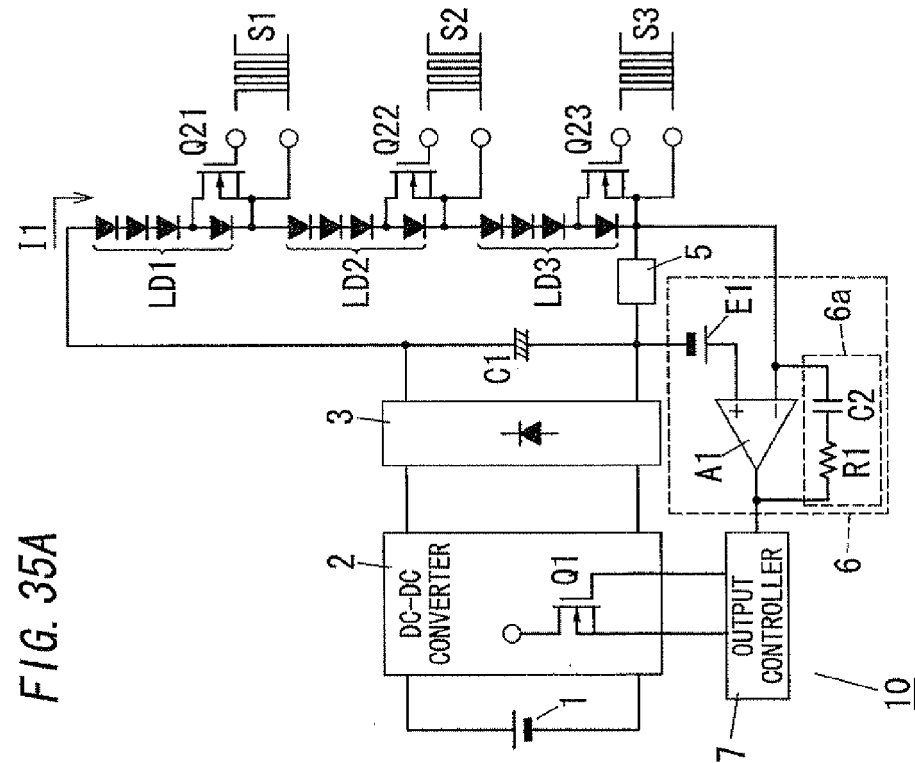 FIG. 35A
I1
LD1
LD2
LD3
Q21
Q22
Q23
S1
S2
S3
C1
5
3
2
DC-DC
CONVERTER
Q1
1
E1
6a
+
−
A1
C2
R1
6
OUTPUT
CONTROLLER
7
10